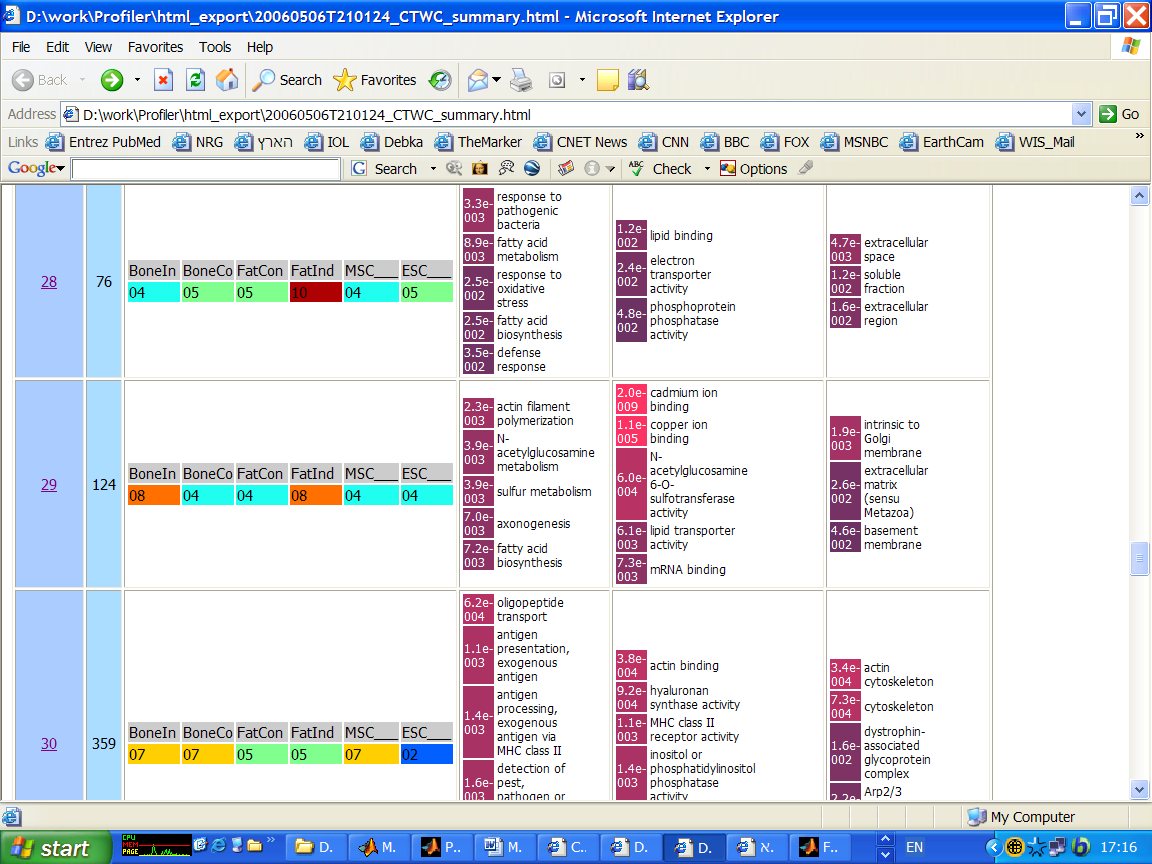 D:\work\Profiler\html_export\20060506T210124_CTWC_summary.html - Microsoft Internet Explorer
File Edit View Favorites Tools Help
Back Search Favorites
Address D:\work\Profiler\html_export\20060506T210124_CTWC_summary.html Go
Links Entrez PubMed NRG הארץ IOL Debka TheMarker CNET News CNN BBC FOX MSNBC EarthCam WIS_Mail »
Google Search Check Options
28
76
BoneIn BoneCo FatCon FatInd MSC___ ESC___
04 05 05 10 04 05
3.3e-003 response to pathogenic bacteria
8.9e-003 fatty acid metabolism
2.5e-002 response to oxidative stress
2.5e-002 fatty acid biosynthesis
3.5e-002 defense response
1.2e-002 lipid binding
2.4e-002 electron transporter activity
4.8e-002 phosphoprotein phosphatase activity
4.7e-003 extracellular space
1.2e-002 soluble fraction
1.6e-002 extracellular region
29
124
BoneIn BoneCo FatCon FatInd MSC___ ESC___
08 04 04 08 04 04
2.3e-003 actin filament polymerization
3.9e-003 N-acetylglucosamine metabolism
3.9e-003 sulfur metabolism
7.0e-003 axonogenesis
7.2e-003 fatty acid biosynthesis
2.0e-009 cadmium ion binding
1.1e-005 copper ion binding
6.0e-004 N-acetylglucosamine 6-O-sulfotransferase activity
6.1e-003 lipid transporter activity
7.3e-003 mRNA binding
1.9e-003 intrinsic to Golgi membrane
2.6e-002 extracellular matrix (sensu Metazoa)
4.6e-002 basement membrane
30
359
BoneIn BoneCo FatCon FatInd MSC___ ESC___
07 07 05 05 07 02
6.2e-004 oligopeptide transport
1.1e-003 antigen presentation, exogenous antigen
1.4e-003 antigen processing, exogenous antigen via MHC class II
1.6e-003 detection of pest, pathogen or
3.8e-004 actin binding
9.2e-004 hyaluronan synthase activity
1.1e-003 MHC class II receptor activity
1.4e-003 inositol or phosphatidylinositol phosphatase activity
3.4e-004 actin cytoskeleton
7.3e-004 cytoskeleton
1.6e-002 dystrophin-associated glycoprotein complex
2.2e- Arp2/3
My Computer
start CPU MEM PAGE » D. M. P.. M. C.. D. D. א. F.. EN 17:16